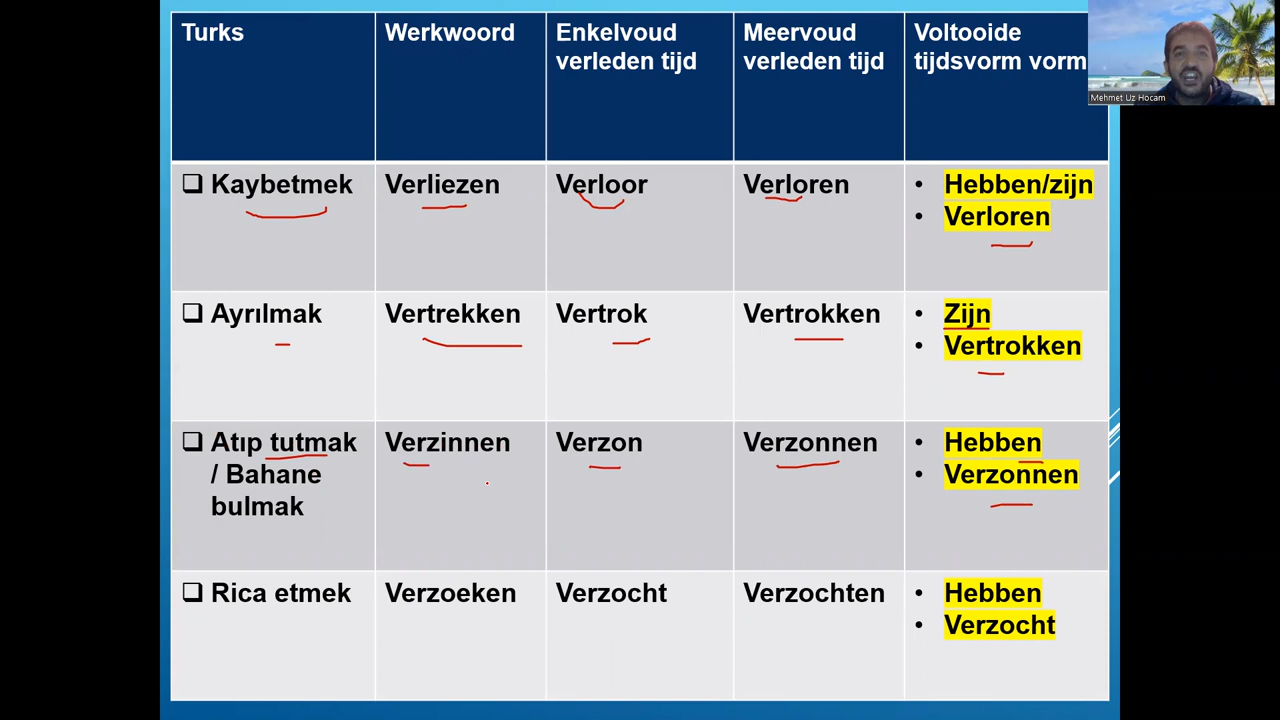 Turks
Werkwoord
Enkelvoud
verleden tijd
Meervoud
verleden tijd
Voltooide
tijdsvorm vorm
Mehmet Uz Hocam
Kaybetmek
Verliezen
Verloor
Verloren
Hebben/zijn
Verloren
Ayrılmak
Vertrekken
Vertrok
Vertrokken
Zijn
Vertrokken
Atıp tutmak
/ Bahane
bulmak
Verzinnen
Verzon
Verzonnen
Hebben
Verzonnen
Rica etmek
Verzoeken
Verzocht
Verzochten
Hebben
Verzocht